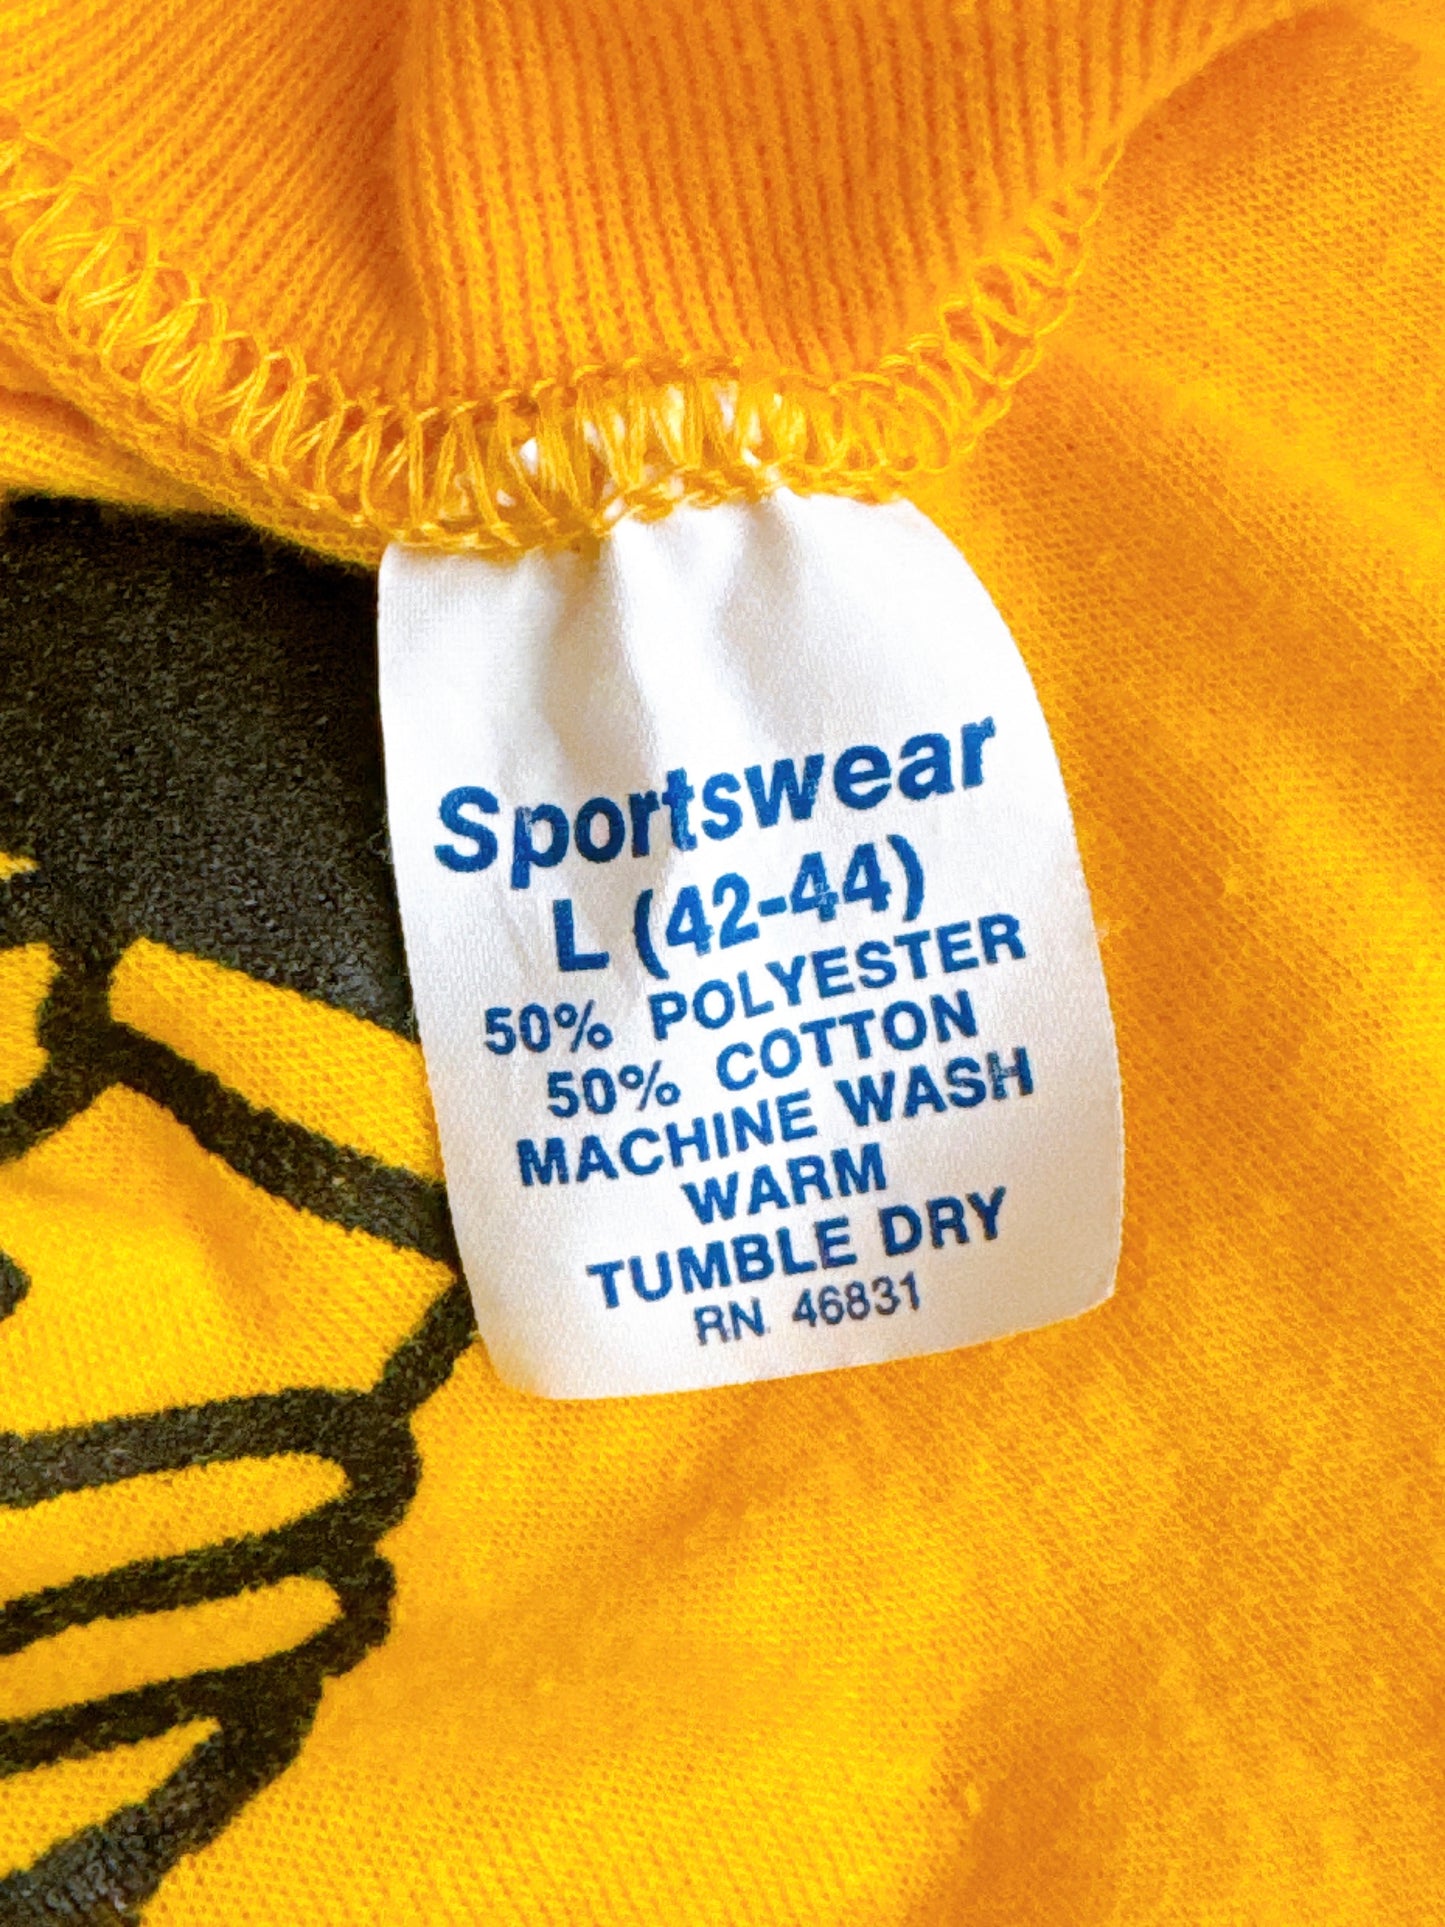 Sportswear
L (42-44)
50% POLYESTER
50% COTTON
MACHINE WASH
WARM
TUMBLE DRY
RN 46831